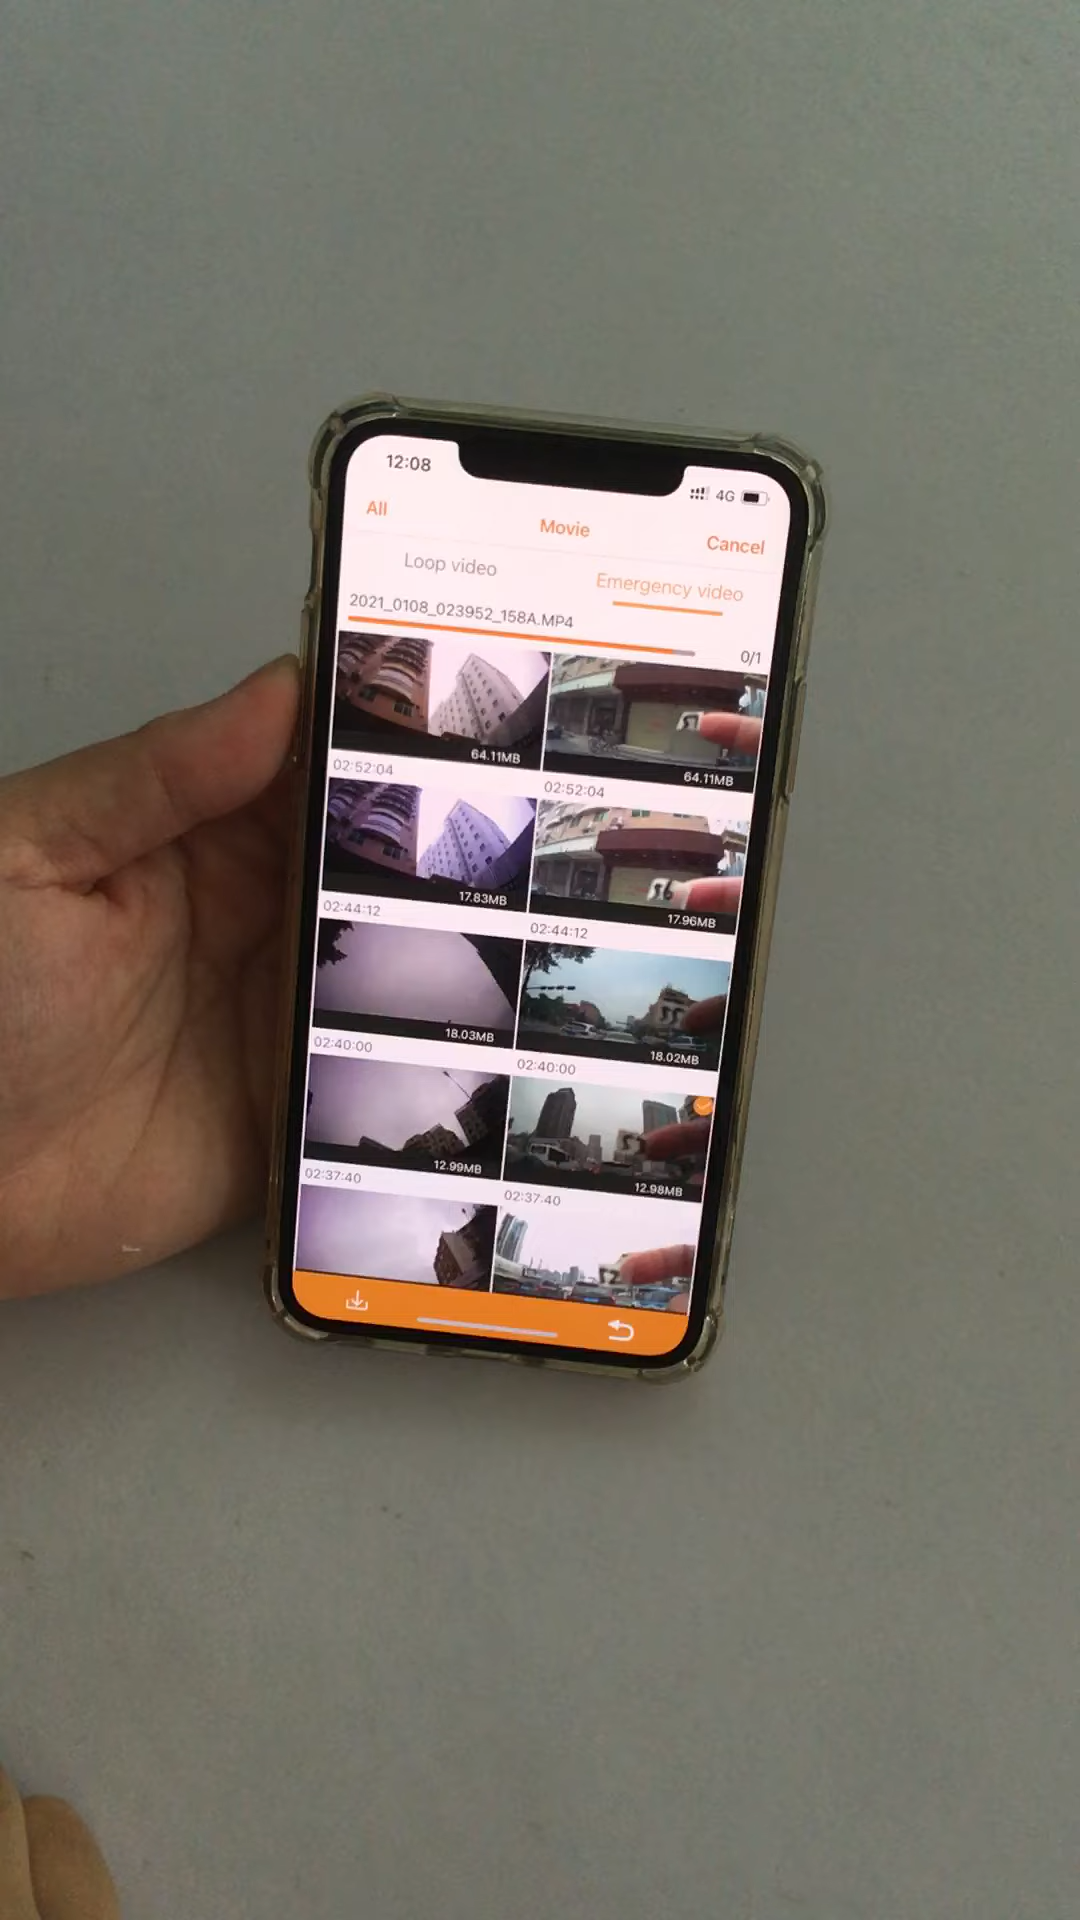 12:08
4G
All
Movie
Cancel
Loop video
Emergency video
2021_0108_023952_158A.MP4
0/1
64.11MB
64.11MB
02:52:04
02:52:04
17.83MB
17.96MB
02:44:12
02:44:12
18.03MB
18.02MB
02:40:00
02:40:00
12.99MB
12.98MB
02:37:40
02:37:40